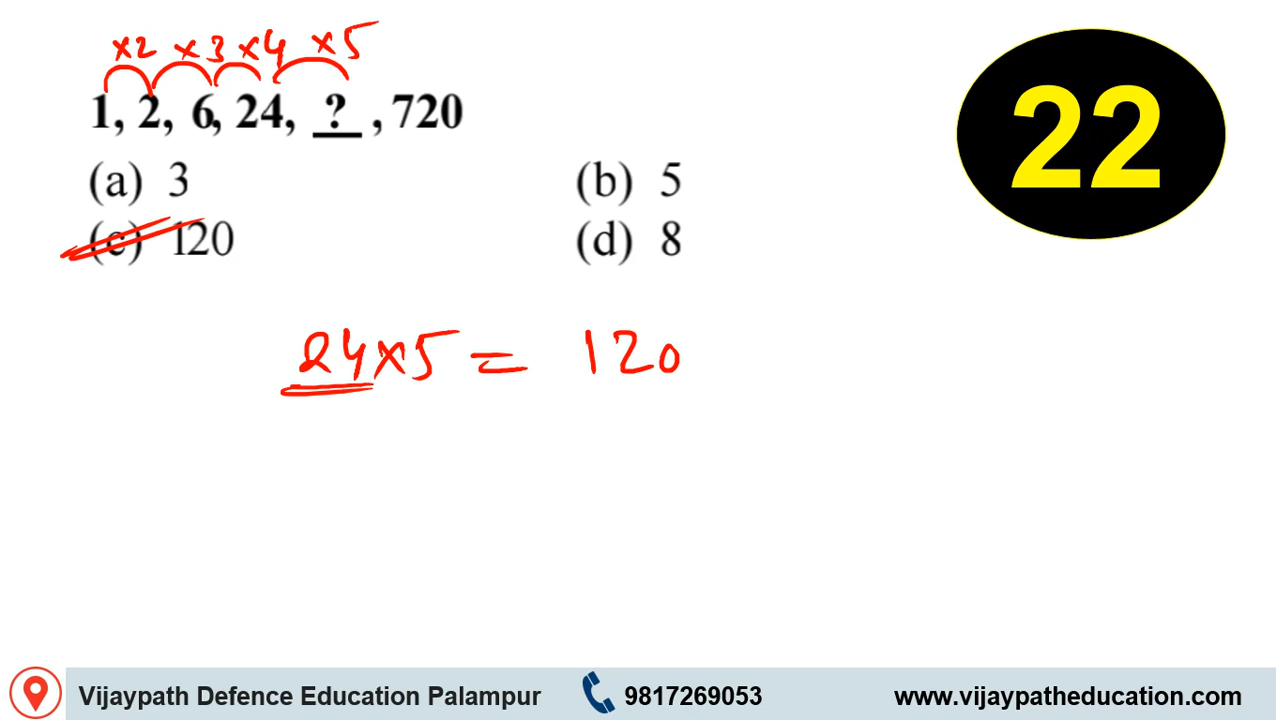 ×2 ×3 ×4 ×5
1, 2, 6, 24, ? , 720
22
(a) 3 (b) 5
(c) 120 (d) 8
24×5 = 120
Vijaypath Defence Education Palampur 9817269053 www.vijaypatheducation.com